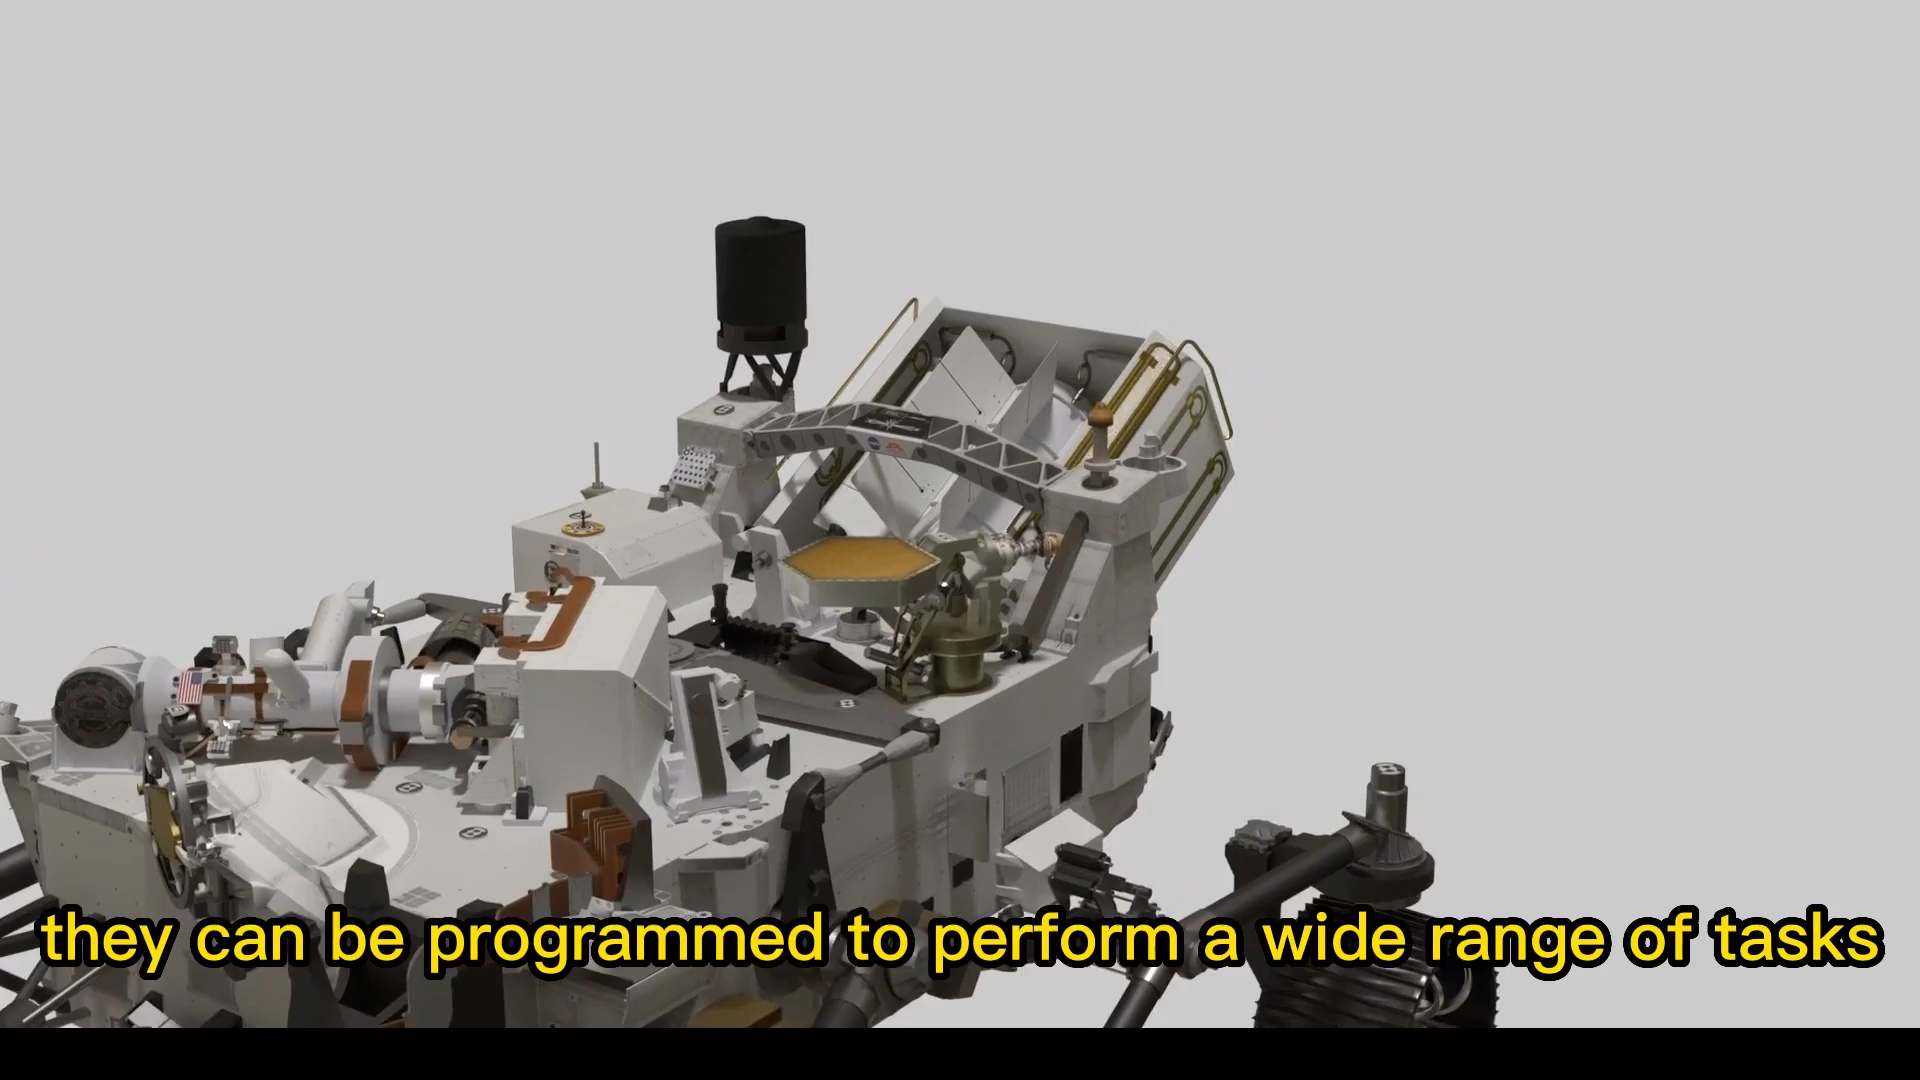 they can be programmed to perform a wide range of tasks